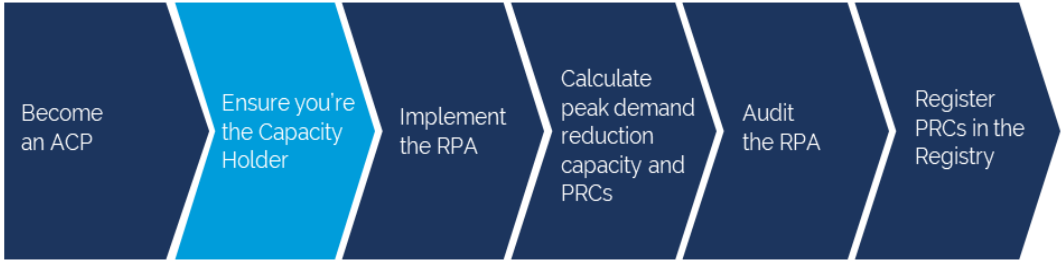 Become
an ACP
Ensure you're
the Capacity
Holder
Implement
the RPA
Calculate
peak demand
reduction
capacity and
PRCs
Audit
the RPA
Register
PRCs in the
Registry